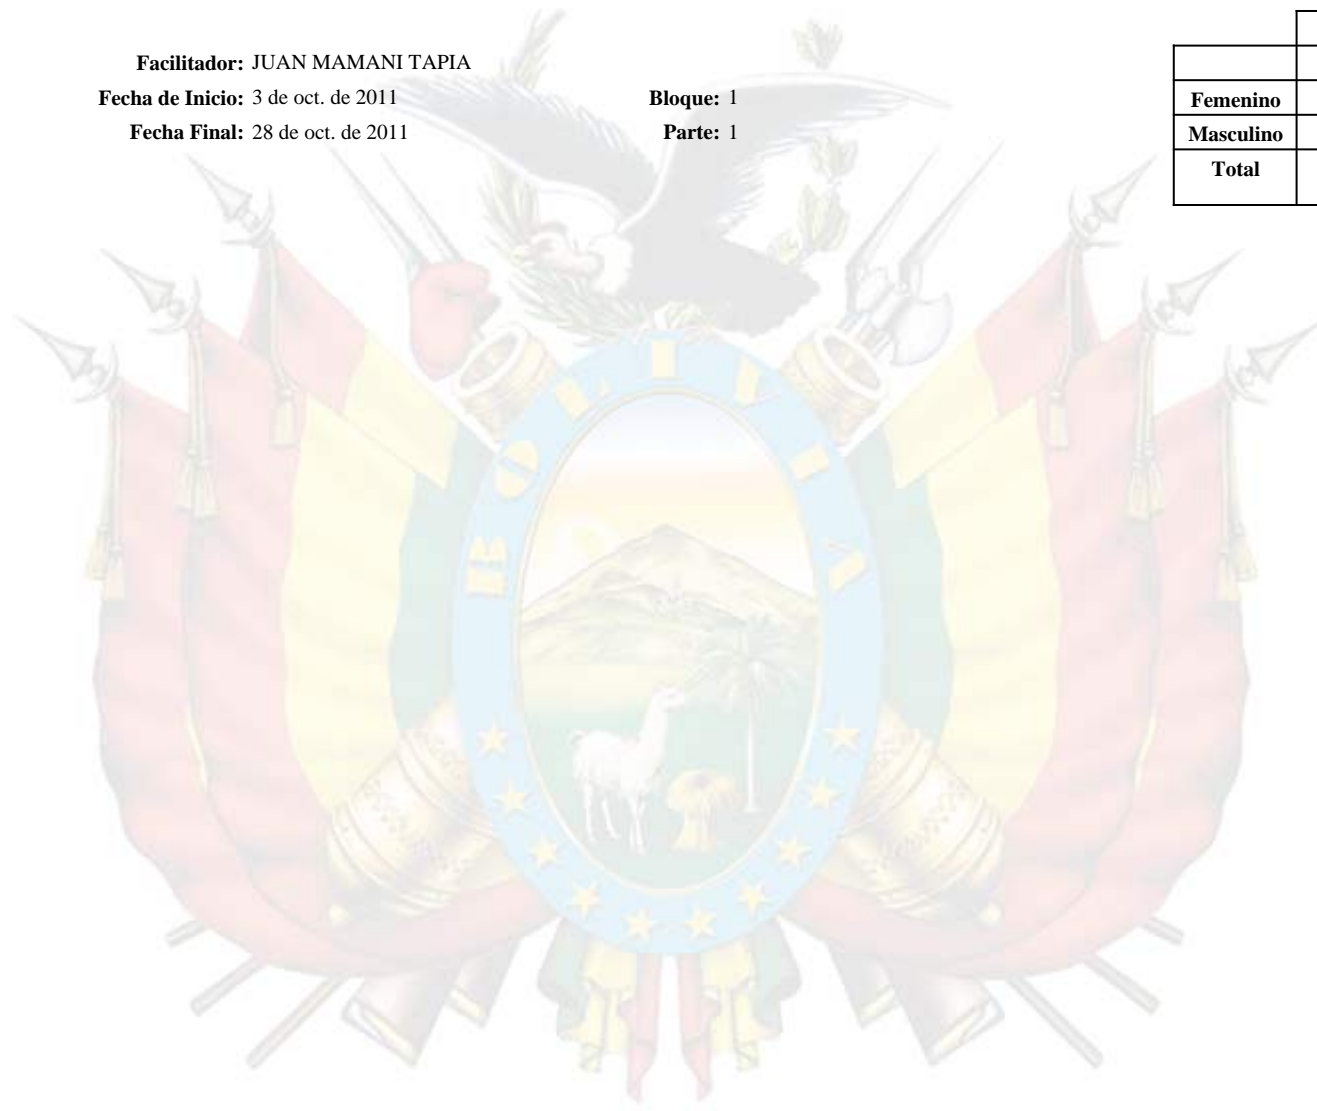 Facilitador: JUAN MAMANI TAPIA
Fecha de Inicio: 3 de oct. de 2011 Bloque: 1
Fecha Final: 28 de oct. de 2011 Parte: 1
Femenino
Masculino
Total
BOLIVIA